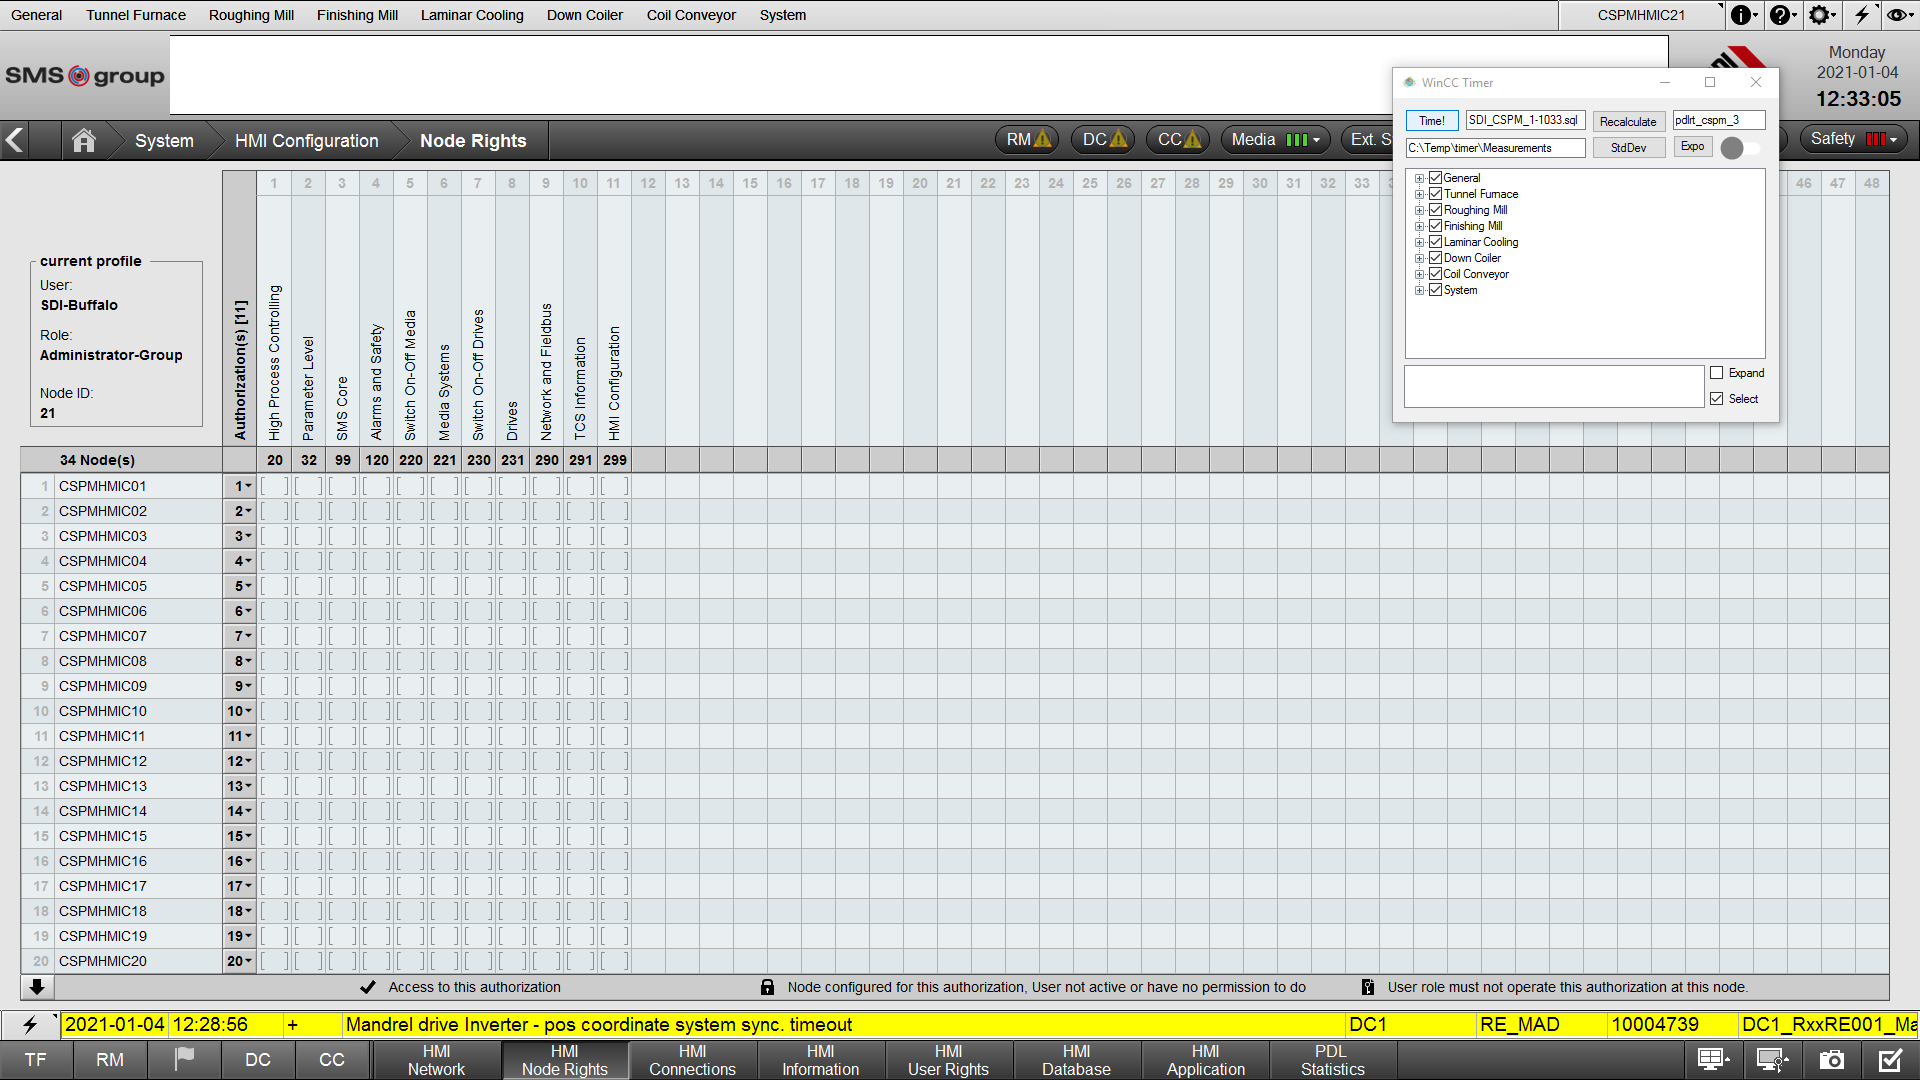 General Tunnel Furnace Roughing Mill Finishing Mill Laminar Cooling Down Coiler Coil Conveyor System CSPMHMIC21
SMS group
Monday
2021-01-04
12:33:05
System HMI Configuration Node Rights RM DC CC Media Ext. S Safety
WinCC Timer
Time! SDI_CSPM_1-1033.sql Recalculate pdlrt_cspm_3
C:\Temp\timer\Measurements StdDev Expo
General
Tunnel Furnace
Roughing Mill
Finishing Mill
Laminar Cooling
Down Coiler
Coil Conveyor
System
Expand
Select
1 2 3 4 5 6 7 8 9 10 11 12 13 14 15 16 17 18 19 20 21 22 23 24 25 26 27 28 29 30 31 32 33 46 47 48
current profile
User:
SDI-Buffalo
Role:
Administrator-Group
Node ID:
21
Authorization(s) [11]
High Process Controlling
Parameter Level
SMS Core
Alarms and Safety
Switch On-Off Media
Media Systems
Switch On-Off Drives
Drives
Network and Fieldbus
TCS Information
HMI Configuration
34 Node(s) 20 32 99 120 220 221 230 231 290 291 299
1 CSPMHMIC01 1 [ ] [ ] [ ] [ ] [ ] [ ] [ ] [ ] [ ] [ ] [ ]
2 CSPMHMIC02 2 [ ] [ ] [ ] [ ] [ ] [ ] [ ] [ ] [ ] [ ] [ ]
3 CSPMHMIC03 3 [ ] [ ] [ ] [ ] [ ] [ ] [ ] [ ] [ ] [ ] [ ]
4 CSPMHMIC04 4 [ ] [ ] [ ] [ ] [ ] [ ] [ ] [ ] [ ] [ ] [ ]
5 CSPMHMIC05 5 [ ] [ ] [ ] [ ] [ ] [ ] [ ] [ ] [ ] [ ] [ ]
6 CSPMHMIC06 6 [ ] [ ] [ ] [ ] [ ] [ ] [ ] [ ] [ ] [ ] [ ]
7 CSPMHMIC07 7 [ ] [ ] [ ] [ ] [ ] [ ] [ ] [ ] [ ] [ ] [ ]
8 CSPMHMIC08 8 [ ] [ ] [ ] [ ] [ ] [ ] [ ] [ ] [ ] [ ] [ ]
9 CSPMHMIC09 9 [ ] [ ] [ ] [ ] [ ] [ ] [ ] [ ] [ ] [ ] [ ]
10 CSPMHMIC10 10 [ ] [ ] [ ] [ ] [ ] [ ] [ ] [ ] [ ] [ ] [ ]
11 CSPMHMIC11 11 [ ] [ ] [ ] [ ] [ ] [ ] [ ] [ ] [ ] [ ] [ ]
12 CSPMHMIC12 12 [ ] [ ] [ ] [ ] [ ] [ ] [ ] [ ] [ ] [ ] [ ]
13 CSPMHMIC13 13 [ ] [ ] [ ] [ ] [ ] [ ] [ ] [ ] [ ] [ ] [ ]
14 CSPMHMIC14 14 [ ] [ ] [ ] [ ] [ ] [ ] [ ] [ ] [ ] [ ] [ ]
15 CSPMHMIC15 15 [ ] [ ] [ ] [ ] [ ] [ ] [ ] [ ] [ ] [ ] [ ]
16 CSPMHMIC16 16 [ ] [ ] [ ] [ ] [ ] [ ] [ ] [ ] [ ] [ ] [ ]
17 CSPMHMIC17 17 [ ] [ ] [ ] [ ] [ ] [ ] [ ] [ ] [ ] [ ] [ ]
18 CSPMHMIC18 18 [ ] [ ] [ ] [ ] [ ] [ ] [ ] [ ] [ ] [ ] [ ]
19 CSPMHMIC19 19 [ ] [ ] [ ] [ ] [ ] [ ] [ ] [ ] [ ] [ ] [ ]
20 CSPMHMIC20 20 [ ] [ ] [ ] [ ] [ ] [ ] [ ] [ ] [ ] [ ] [ ]
Access to this authorization Node configured for this authorization, User not active or have no permission to do User role must not operate this authorization at this node.
2021-01-04 12:28:56 + Mandrel drive Inverter - pos coordinate system sync. timeout DC1 RE_MAD 10004739 DC1_RxxRE001_Ma
TF RM DC CC HMI Network HMI Node Rights HMI Connections HMI Information HMI User Rights HMI Database HMI Application PDL Statistics